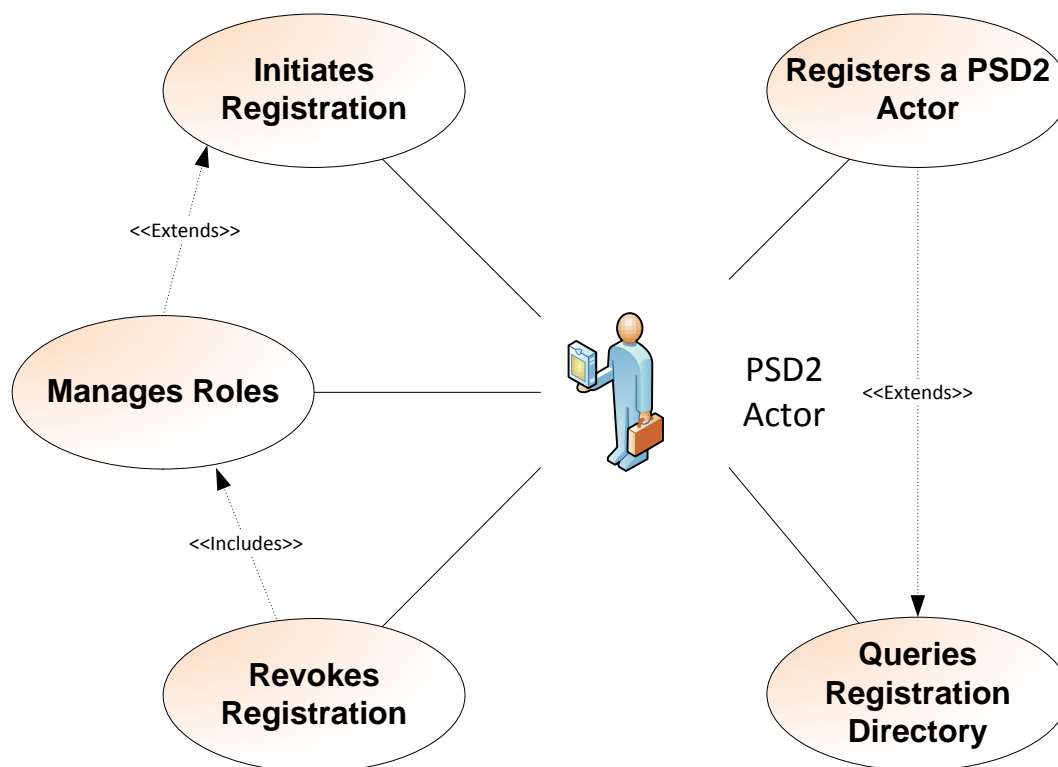 Initiates
Registration
Registers a PSD2
Actor
<<Extends>>
Manages Roles
PSD2
Actor
<<Extends>>
<<Includes>>
Revokes
Registration
Queries
Registration
Directory